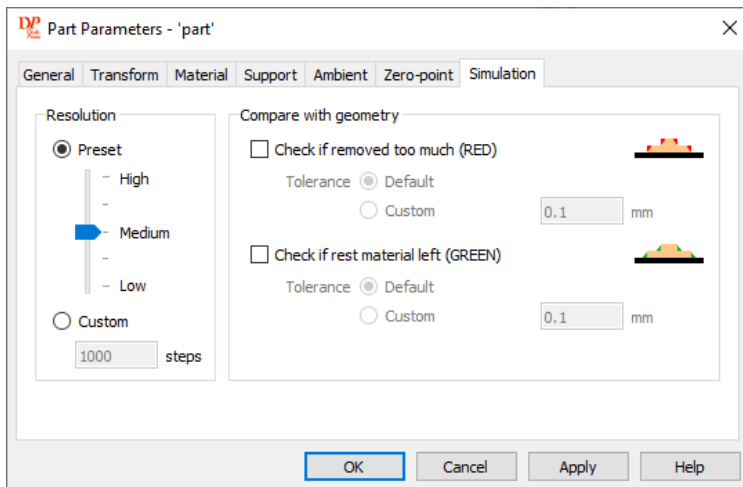 DP
Part Parameters - 'part'
General Transform Material Support Ambient Zero-point Simulation
Resolution
Preset
High
Medium
Low
Custom
1000 steps
Compare with geometry
Check if removed too much (RED)
Tolerance Default
Custom 0.1 mm
Check if rest material left (GREEN)
Tolerance Default
Custom 0.1 mm
OK Cancel Apply Help